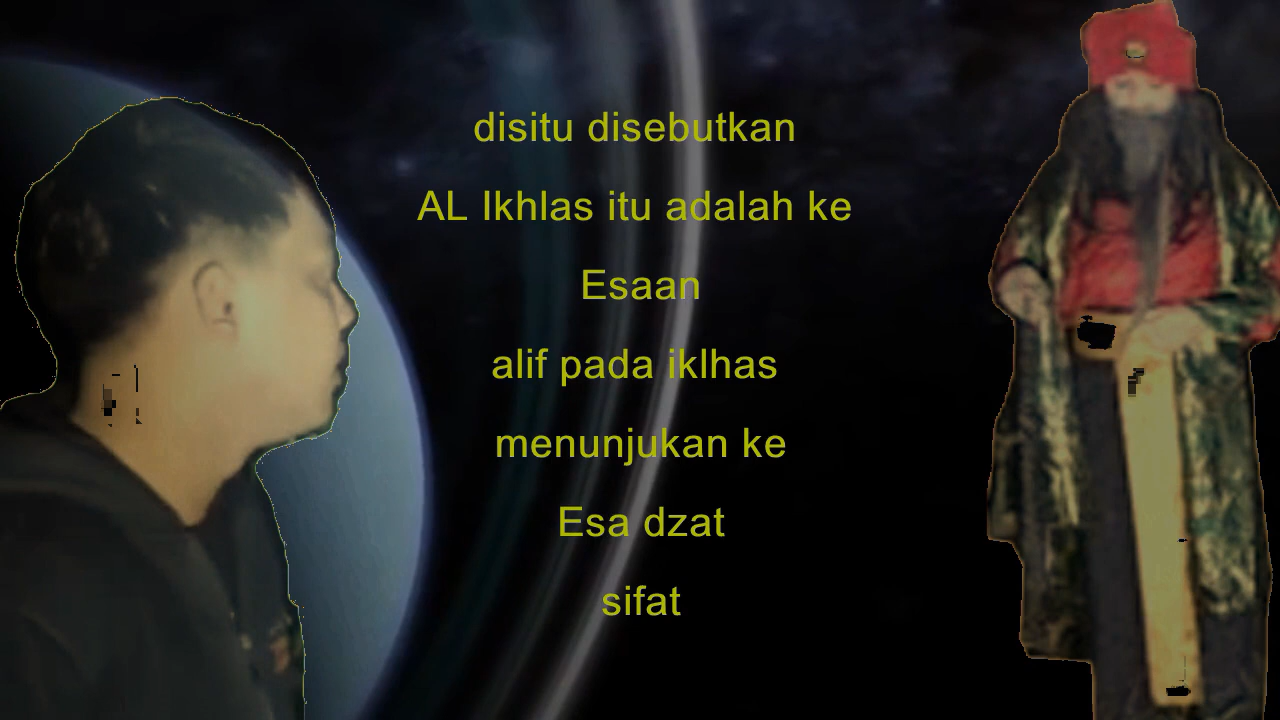 disitu disebutkan
AL Ikhlas itu adalah ke
Esaan
alif pada iklhas
menunjukan ke
Esa dzat
sifat